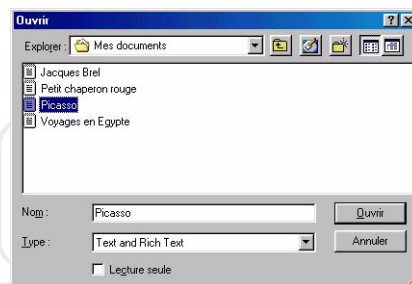 Ouvrir
Explorer : Mes documents
Jacques Brel
Petit chaperon rouge
Picasso
Voyages en Egypte
Nom : Picasso Ouvrir
Type : Text and Rich Text Annuler
Lecture seule